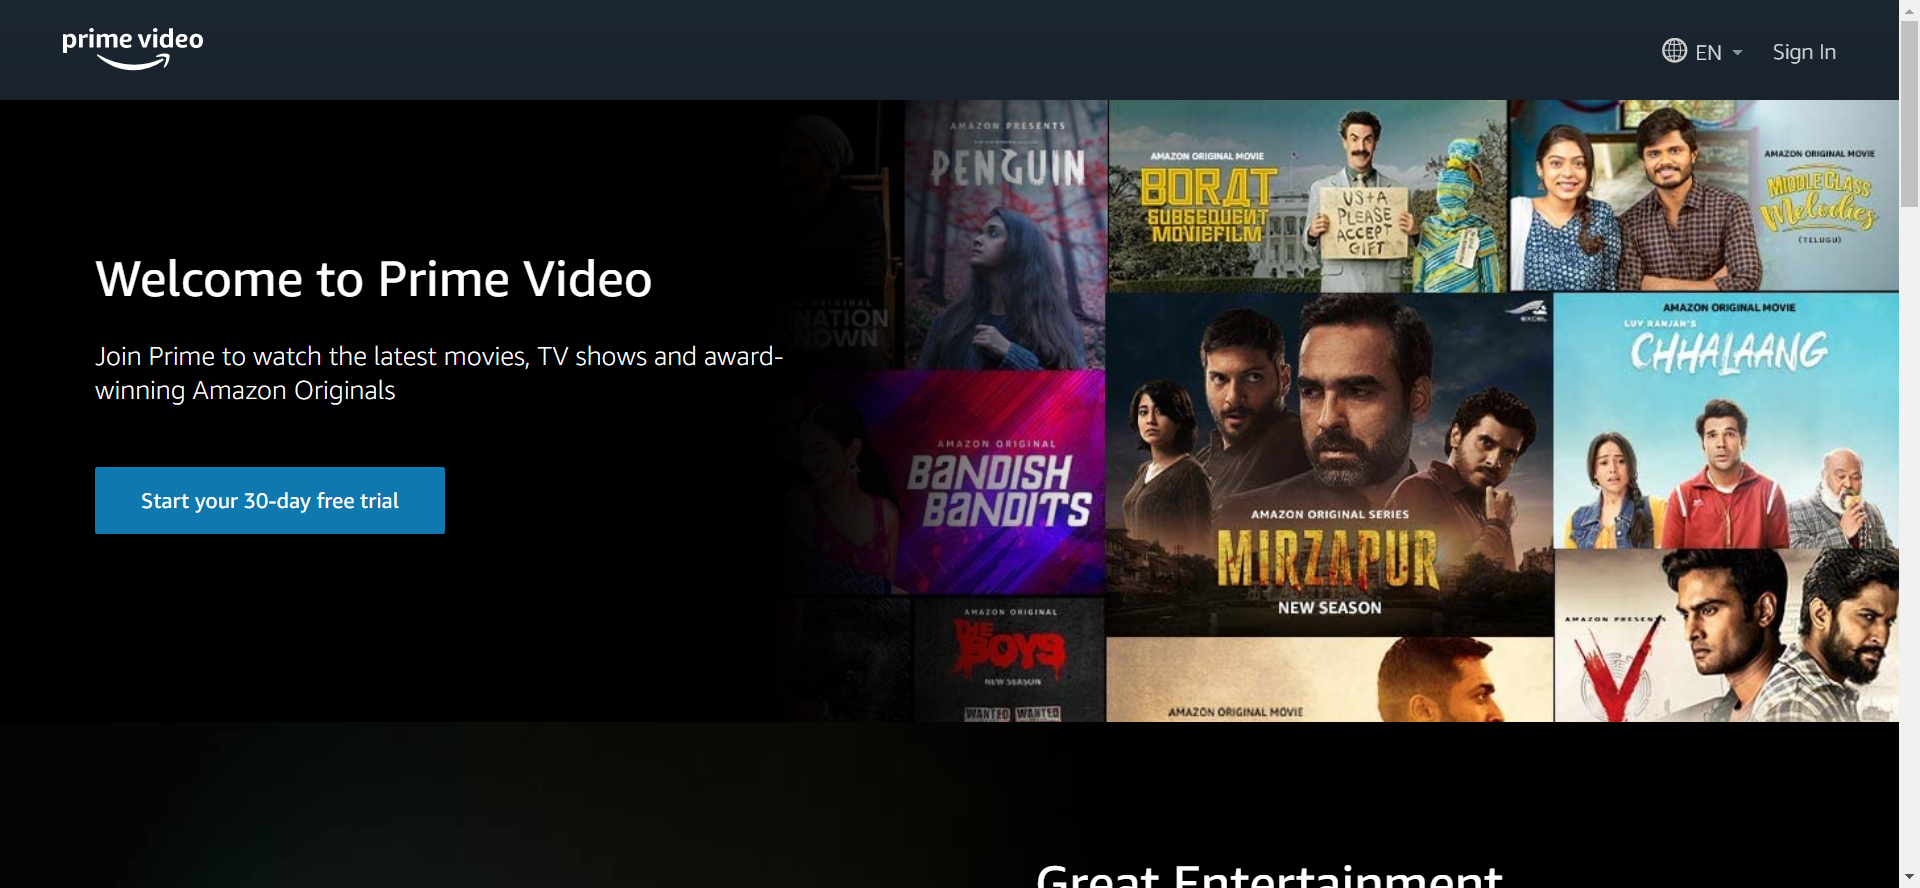 prime video
EN
Sign In
Welcome to Prime Video
Join Prime to watch the latest movies, TV shows and award-
winning Amazon Originals
Start your 30-day free trial
AMAZON PRESENTS
PENGUIN
AMAZON ORIGINAL MOVIE
BORAT
SUBSEQUENT
MOVIEFILM
US+A
PLEASE
ACCEPT
GIFT
AMAZON ORIGINAL MOVIE
MIDDLE CLASS
Melodies
(TELUGU)
ORIGINAL
NATION
NOWN
AMAZON ORIGINAL
BANDISH
BANDITS
EXCEL
AMAZON ORIGINAL SERIES
MIRZAPUR
NEW SEASON
AMAZON ORIGINAL MOVIE
LUV RANJAN'S
CHHALAANG
AMAZON ORIGINAL
THE
BOYS
NEW SEASON
WANTED WANTED
AMAZON ORIGINAL MOVIE
AMAZON PRESENTS
V
Great Entertainment